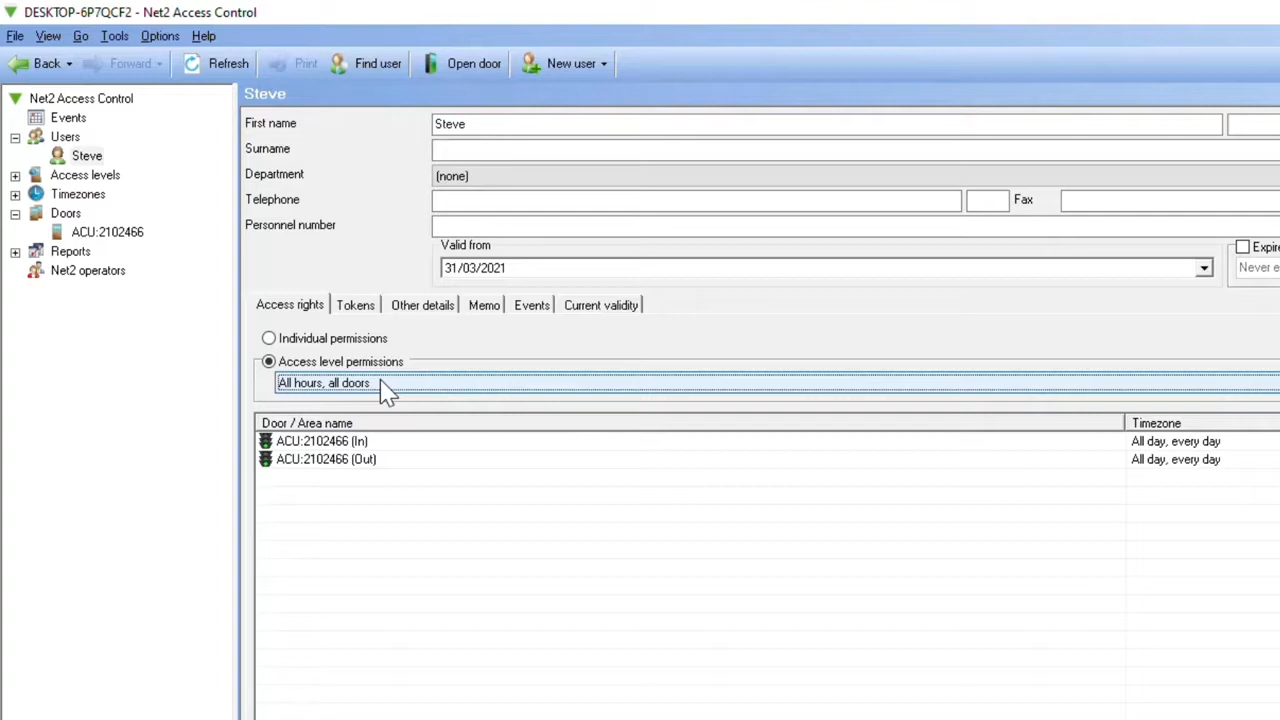 DESKTOP-6P7QCF2 - Net2 Access Control
File View Go Tools Options Help
Back Forward Refresh Print Find user Open door New user
Net2 Access Control
Events
Users
Steve
Access levels
Timezones
Doors
ACU:2102466
Reports
Net2 operators
Steve
First name Steve
Surname
Department (none)
Telephone Fax
Personnel number
Valid from
31/03/2021
Access rights Tokens Other details Memo Events Current validity
Individual permissions
Access level permissions
All hours, all doors
Door / Area name Timezone
ACU:2102466 (In) All day, every day
ACU:2102466 (Out) All day, every day